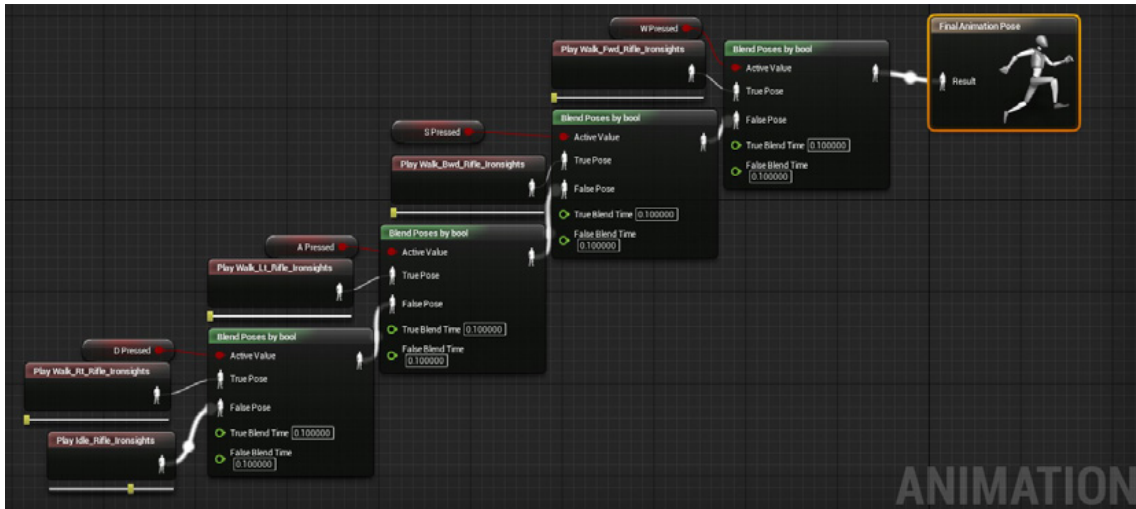 W Pressed
Play Walk_Fwd_Rifle_Ironsights
Blend Poses by bool
Active Value
True Pose
False Pose
True Blend Time 0.100000
False Blend Time
0.100000
Final Animation Pose
Result
S Pressed
Play Walk_Bwd_Rifle_Ironsights
Blend Poses by bool
Active Value
True Pose
False Pose
True Blend Time 0.100000
False Blend Time
0.100000
A Pressed
Play Walk_Lt_Rifle_Ironsights
Blend Poses by bool
Active Value
True Pose
False Pose
True Blend Time 0.100000
False Blend Time
0.100000
D Pressed
Play Walk_Rt_Rifle_Ironsights
Play Idle_Rifle_Ironsights
Blend Poses by bool
Active Value
True Pose
False Pose
True Blend Time 0.100000
False Blend Time
0.100000
ANIMATION